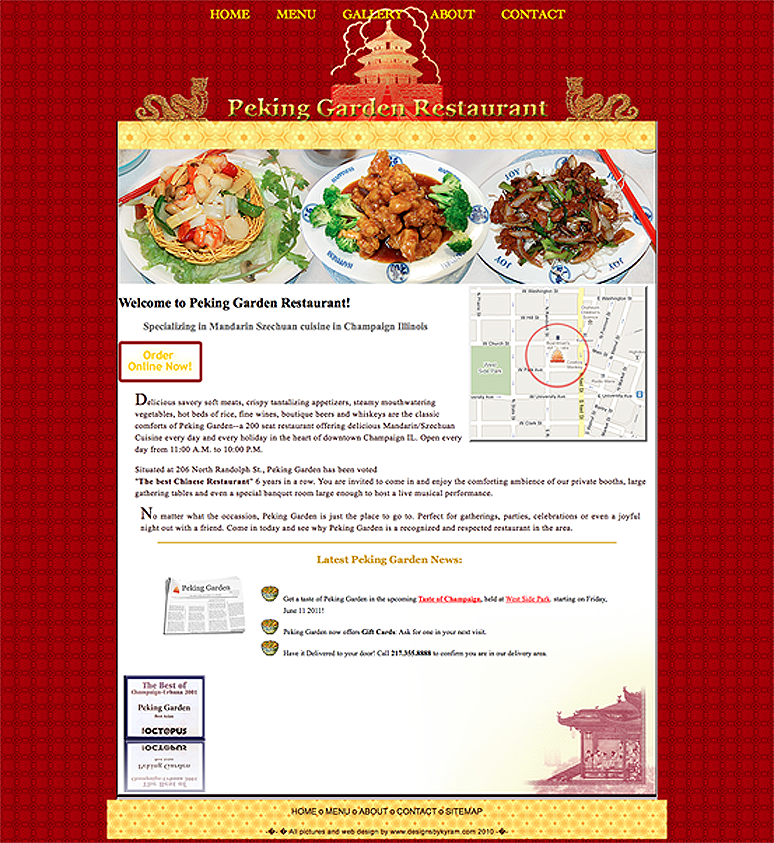 HOME MENU GALLERY ABOUT CONTACT
Peking Garden Restaurant
HAPPINESS
JOY
JOY
JOY
Welcome to Peking Garden Restaurant!
Specializing in Mandarin Szechuan cuisine in Champaign Illinois
Order
Online Now!
W Washington St
E Washington St
W Hill St
W Church St
W Park Ave
West
Side Park
W University Ave
E University Ave
W Clark St
Delicious savory soft meats, crispy tantalizing appetizers, steamy mouthwatering
vegetables, hot beds of rice, fine wines, boutique beers and whiskeys are the classic
comforts of Peking Garden--a 200 seat restaurant offering delicious Mandarin/Szechuan
Cuisine every day and every holiday in the heart of downtown Champaign IL. Open every
day from 11:00 A.M. to 10:00 P.M.
Situated at 206 North Randolph St., Peking Garden has been voted
"The best Chinese Restaurant" 6 years in a row. You are invited to come in and enjoy the comforting ambience of our private booths, large
gathering tables and even a special banquet room large enough to host a live musical performance.
No matter what the occassion, Peking Garden is just the place to go to. Perfect for gatherings, parties, celebrations or even a joyful
night out with a friend. Come in today and see why Peking Garden is a recognized and respected restaurant in the area.
Latest Peking Garden News:
Peking Garden
Get a taste of Peking Garden in the upcoming Taste of Champaign, held at West Side Park. starting on Friday,
June 11 2011!
Peking Garden now offers Gift Cards: Ask for one in your next visit.
Have it Delivered to your door! Call 217.355.8888 to confirm you are in our delivery area.
The Best of
Champaign-Urbana 2001
Peking Garden
Best Asian
OCTOPUS
HOME o MENU o ABOUT o CONTACT o SITEMAP
-�- � All pictures and web design by www.designsbykyram.com 2010 -�-